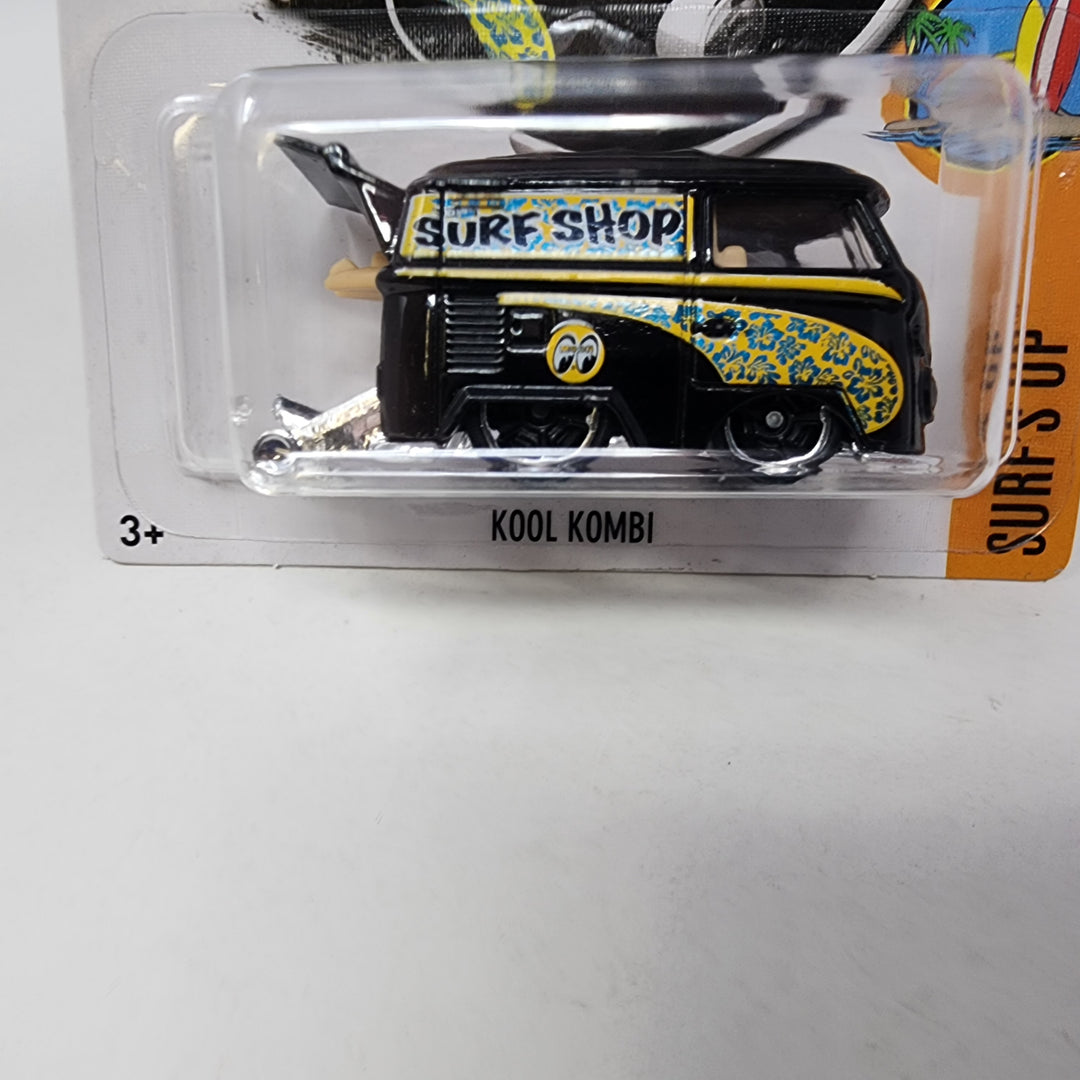 SURF SHOP
3+
KOOL KOMBI
SURF'S UP